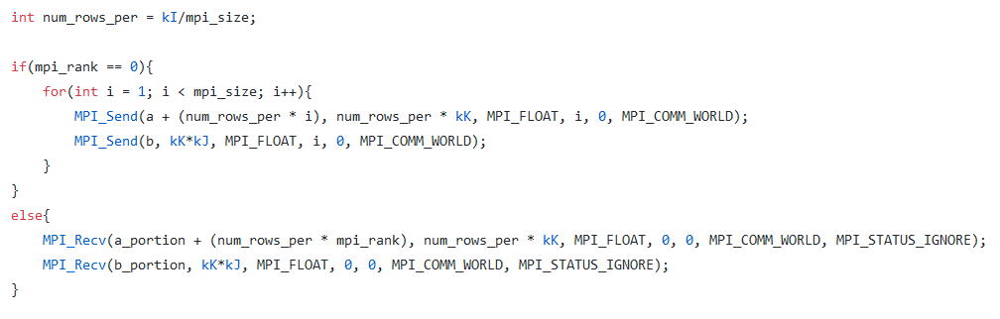 int num_rows_per = kI/mpi_size;
if(mpi_rank == 0){
for(int i = 1; i < mpi_size; i++){
MPI_Send(a + (num_rows_per * i), num_rows_per * kK, MPI_FLOAT, i, 0, MPI_COMM_WORLD);
MPI_Send(b, kK*kJ, MPI_FLOAT, i, 0, MPI_COMM_WORLD);
}
}
else{
MPI_Recv(a_portion + (num_rows_per * mpi_rank), num_rows_per * kK, MPI_FLOAT, 0, 0, MPI_COMM_WORLD, MPI_STATUS_IGNORE);
MPI_Recv(b_portion, kK*kJ, MPI_FLOAT, 0, 0, MPI_COMM_WORLD, MPI_STATUS_IGNORE);
}